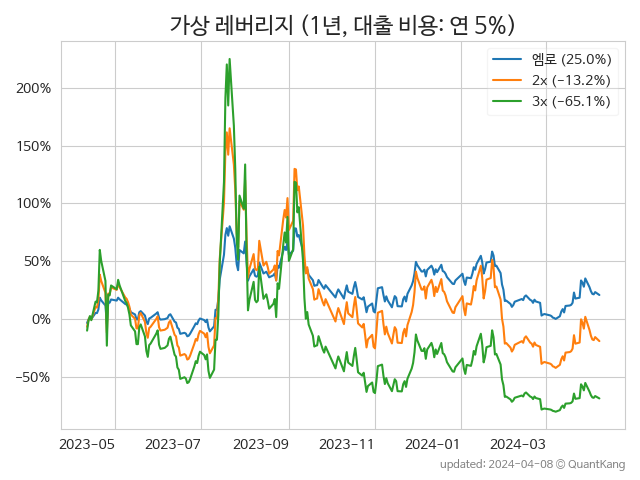 가상 레버리지 (1년, 대출 비용: 연 5%)
엠로 (25.0%)
2x (−13.2%)
3x (−65.1%)
200%
150%
100%
50%
0%
−50%
2023-05 2023-07 2023-09 2023-11 2024-01 2024-03
updated: 2024-04-08 © QuantKang